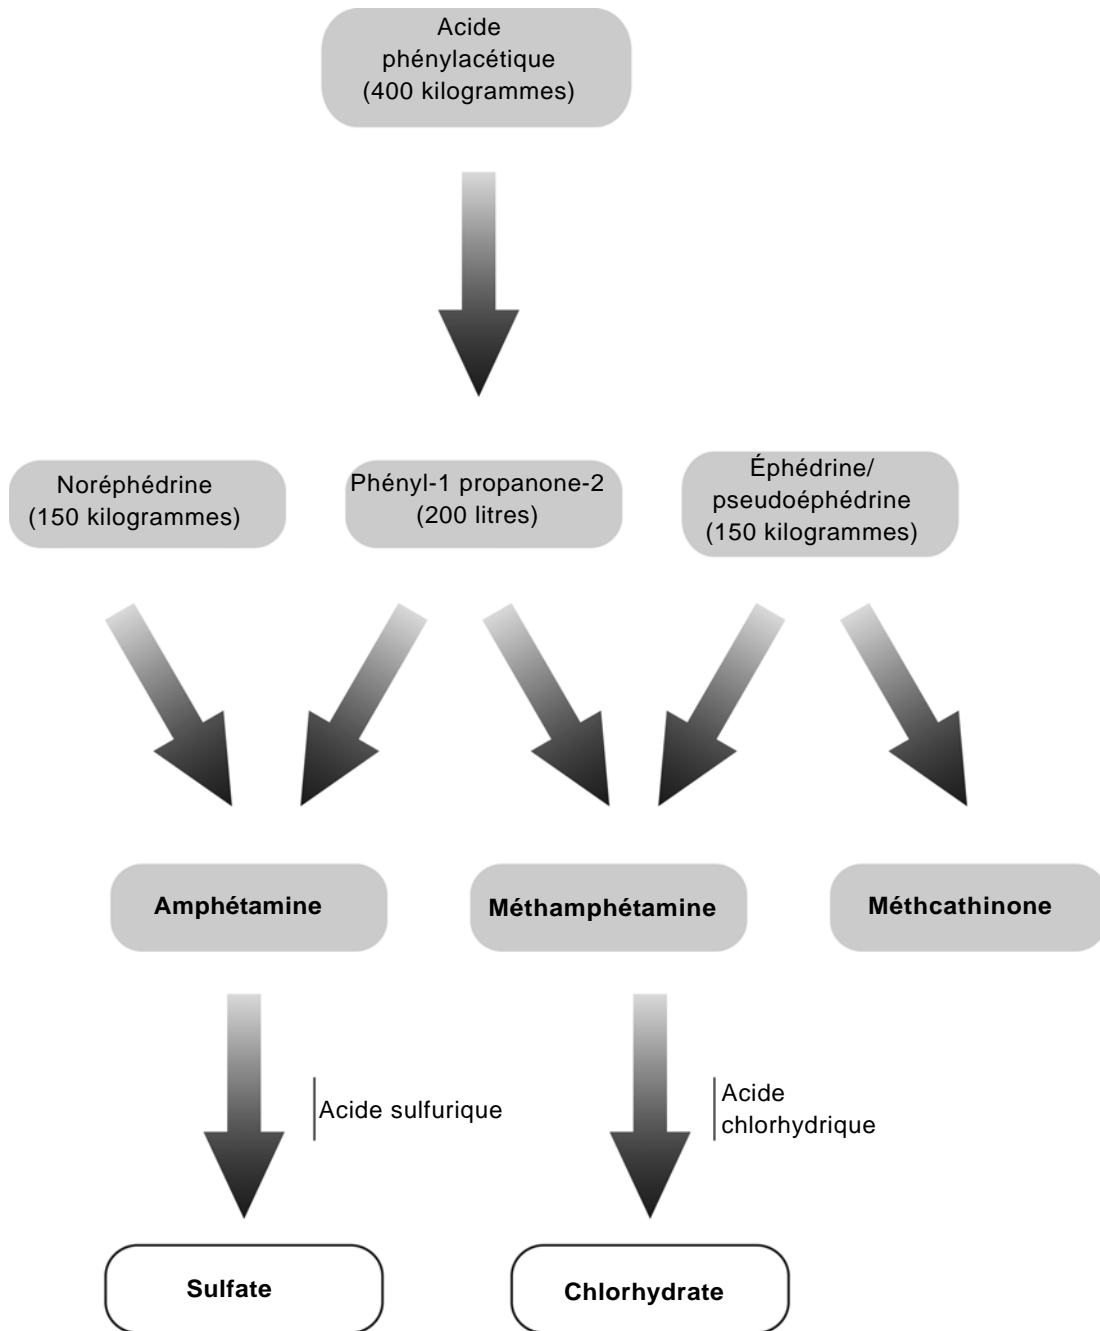 Acide
phénylacétique
(400 kilogrammes)
Noréphédrine
(150 kilogrammes)
Phényl-1 propanone-2
(200 litres)
Éphédrine/
pseudoéphédrine
(150 kilogrammes)
Amphétamine
Méthamphétamine
Méthcathinone
Acide sulfurique
Acide
chlorhydrique
Sulfate
Chlorhydrate